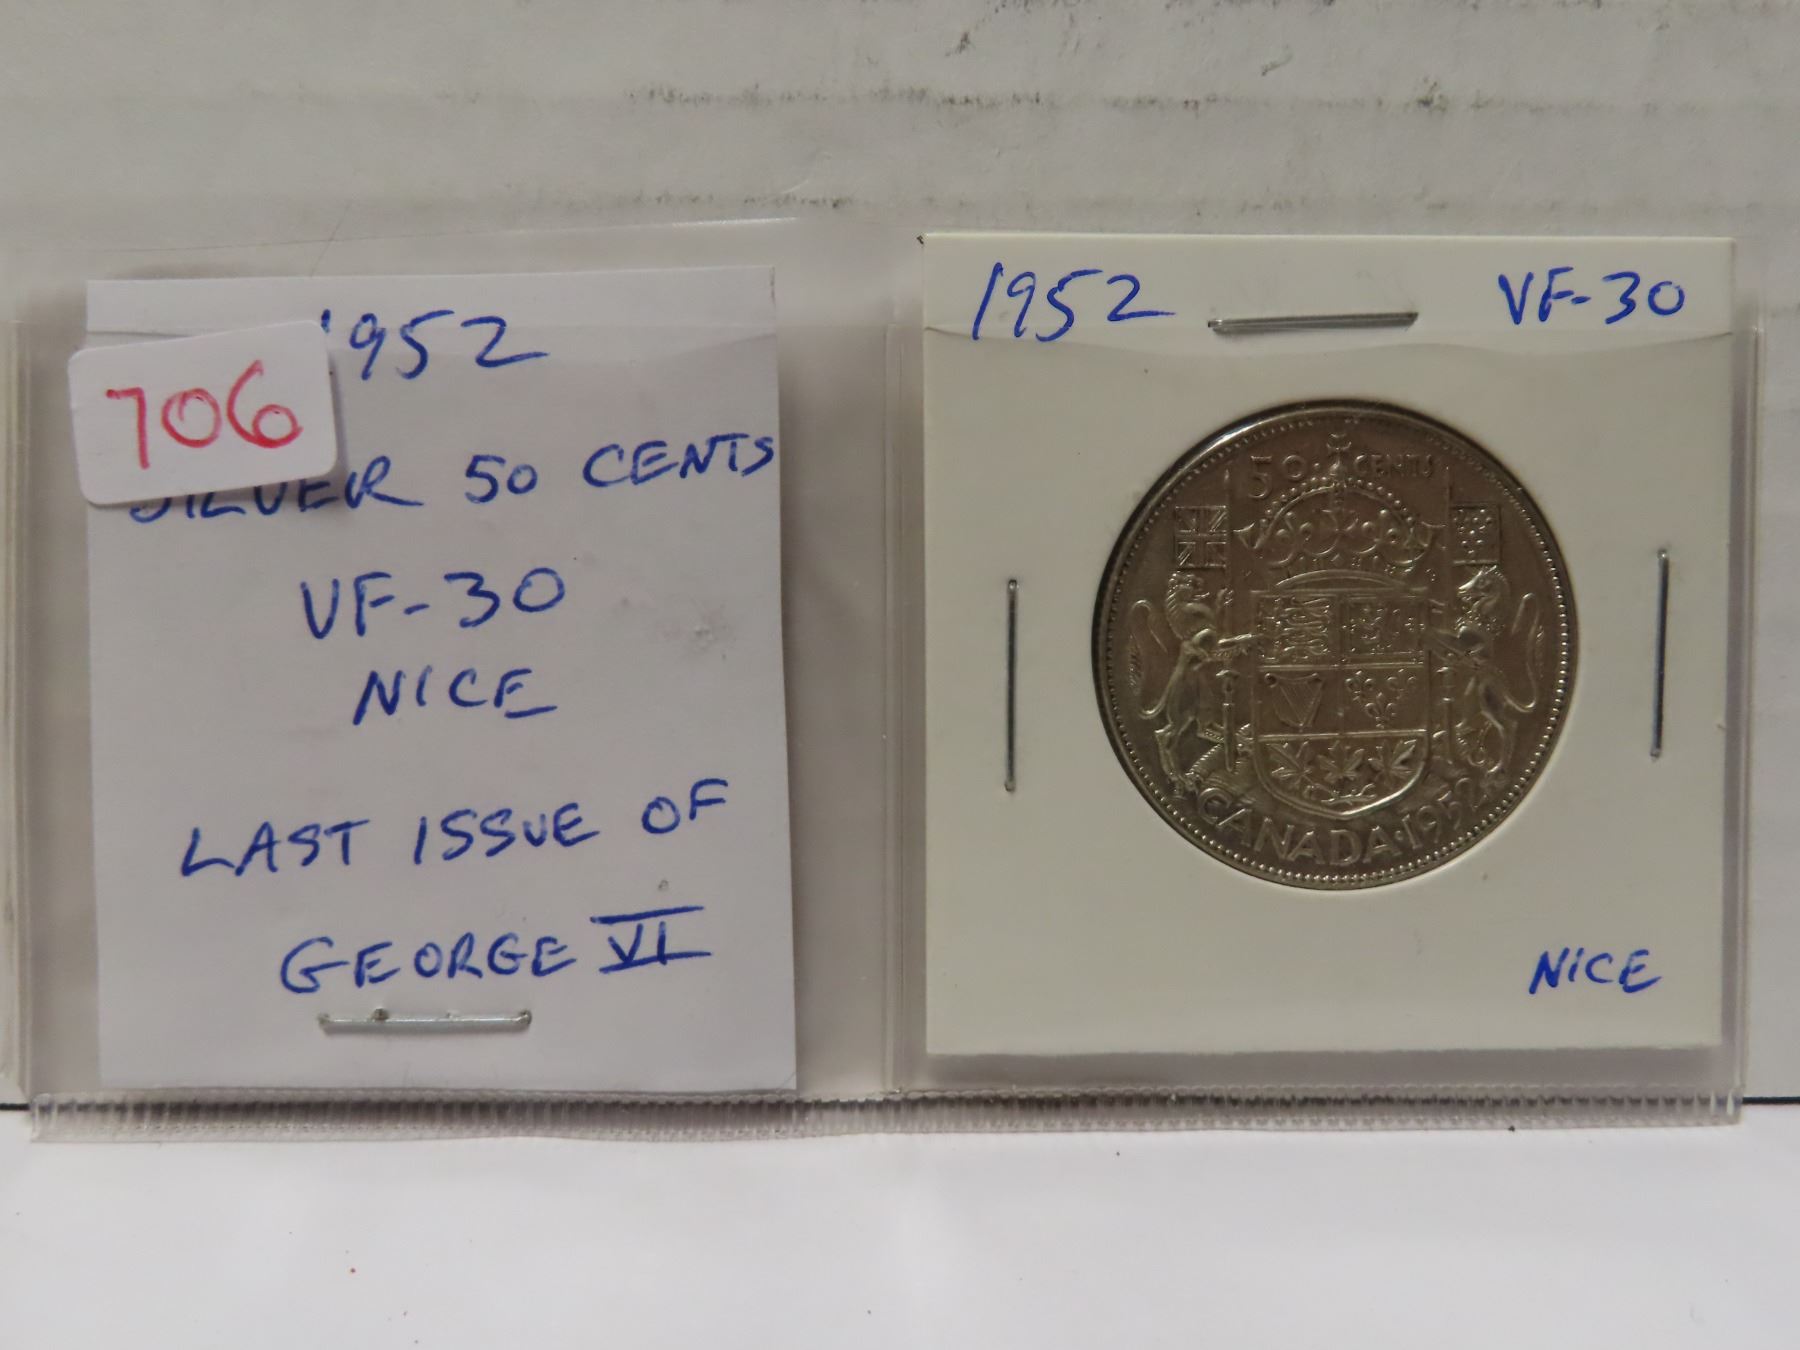 1952
706
SILVER 50 CENTS
VF-30
NICE
LAST ISSUE OF
GEORGE VI
1952 VF-30
50 CENTS
CANADA·1952
NICE